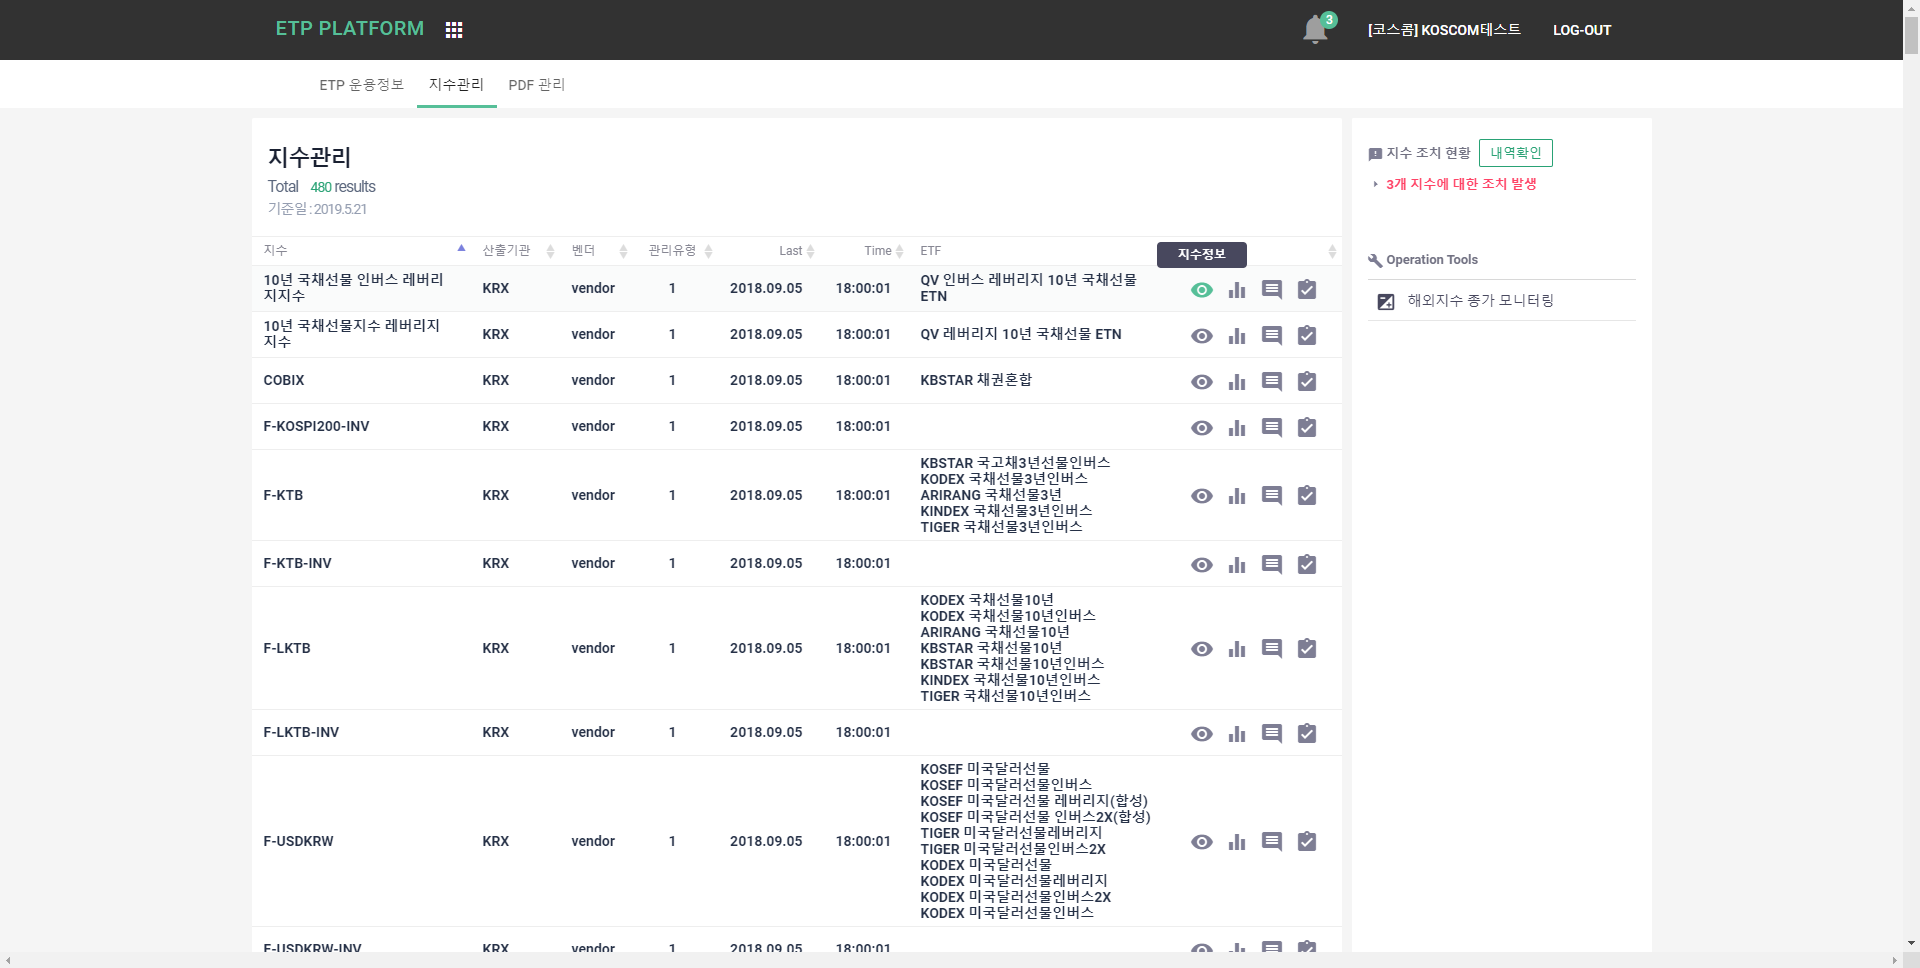 ETP PLATFORM
3
[코스콤] KOSCOM테스트
LOG-OUT
ETP 운용정보
지수관리
PDF 관리
지수관리
Total 480 results
기준일 : 2019.5.21
지수 산출기관 벤더 관리유형 Last Time ETF
지수정보
10년 국채선물 인버스 레버리
지지수
KRX vendor 1 2018.09.05 18:00:01
QV 인버스 레버리지 10년 국채선물
ETN
10년 국채선물지수 레버리지
지수
KRX vendor 1 2018.09.05 18:00:01
QV 레버리지 10년 국채선물 ETN
COBIX KRX vendor 1 2018.09.05 18:00:01 KBSTAR 채권혼합
F-KOSPI200-INV KRX vendor 1 2018.09.05 18:00:01
F-KTB KRX vendor 1 2018.09.05 18:00:01
KBSTAR 국고채3년선물인버스
KODEX 국채선물3년인버스
ARIRANG 국채선물3년
KINDEX 국채선물3년인버스
TIGER 국채선물3년인버스
F-KTB-INV KRX vendor 1 2018.09.05 18:00:01
F-LKTB KRX vendor 1 2018.09.05 18:00:01
KODEX 국채선물10년
KODEX 국채선물10년인버스
ARIRANG 국채선물10년
KBSTAR 국채선물10년
KBSTAR 국채선물10년인버스
KINDEX 국채선물10년인버스
TIGER 국채선물10년인버스
F-LKTB-INV KRX vendor 1 2018.09.05 18:00:01
F-USDKRW KRX vendor 1 2018.09.05 18:00:01
KOSEF 미국달러선물
KOSEF 미국달러선물인버스
KOSEF 미국달러선물 레버리지(합성)
KOSEF 미국달러선물 인버스2X(합성)
TIGER 미국달러선물레버리지
TIGER 미국달러선물인버스2X
KODEX 미국달러선물
KODEX 미국달러선물레버리지
KODEX 미국달러선물인버스2X
KODEX 미국달러선물인버스
F-USDKRW-INV KRX vendor 1 2018.09.05 18:00:01
지수 조치 현황 내역확인
3개 지수에 대한 조치 발생
Operation Tools
해외지수 종가 모니터링